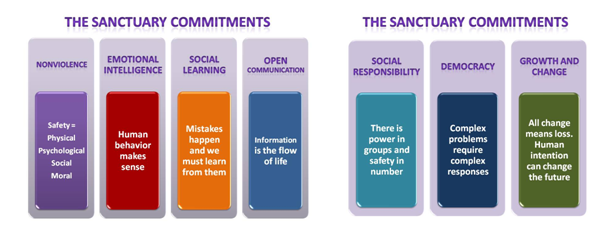 THE SANCTUARY COMMITMENTS
NONVIOLENCE
Safety =
Physical
Psychological
Social
Moral
EMOTIONAL
INTELLIGENCE
Human
behavior
makes
sense
SOCIAL
LEARNING
Mistakes
happen
and we
must learn
from them
OPEN
COMMUNICATION
Information
is the flow
of life
THE SANCTUARY COMMITMENTS
SOCIAL
RESPONSIBILITY
There is
power in
groups and
safety in
number
DEMOCRACY
Complex
problems
require
complex
responses
GROWTH AND
CHANGE
All change
means loss.
Human
intention
can change
the future